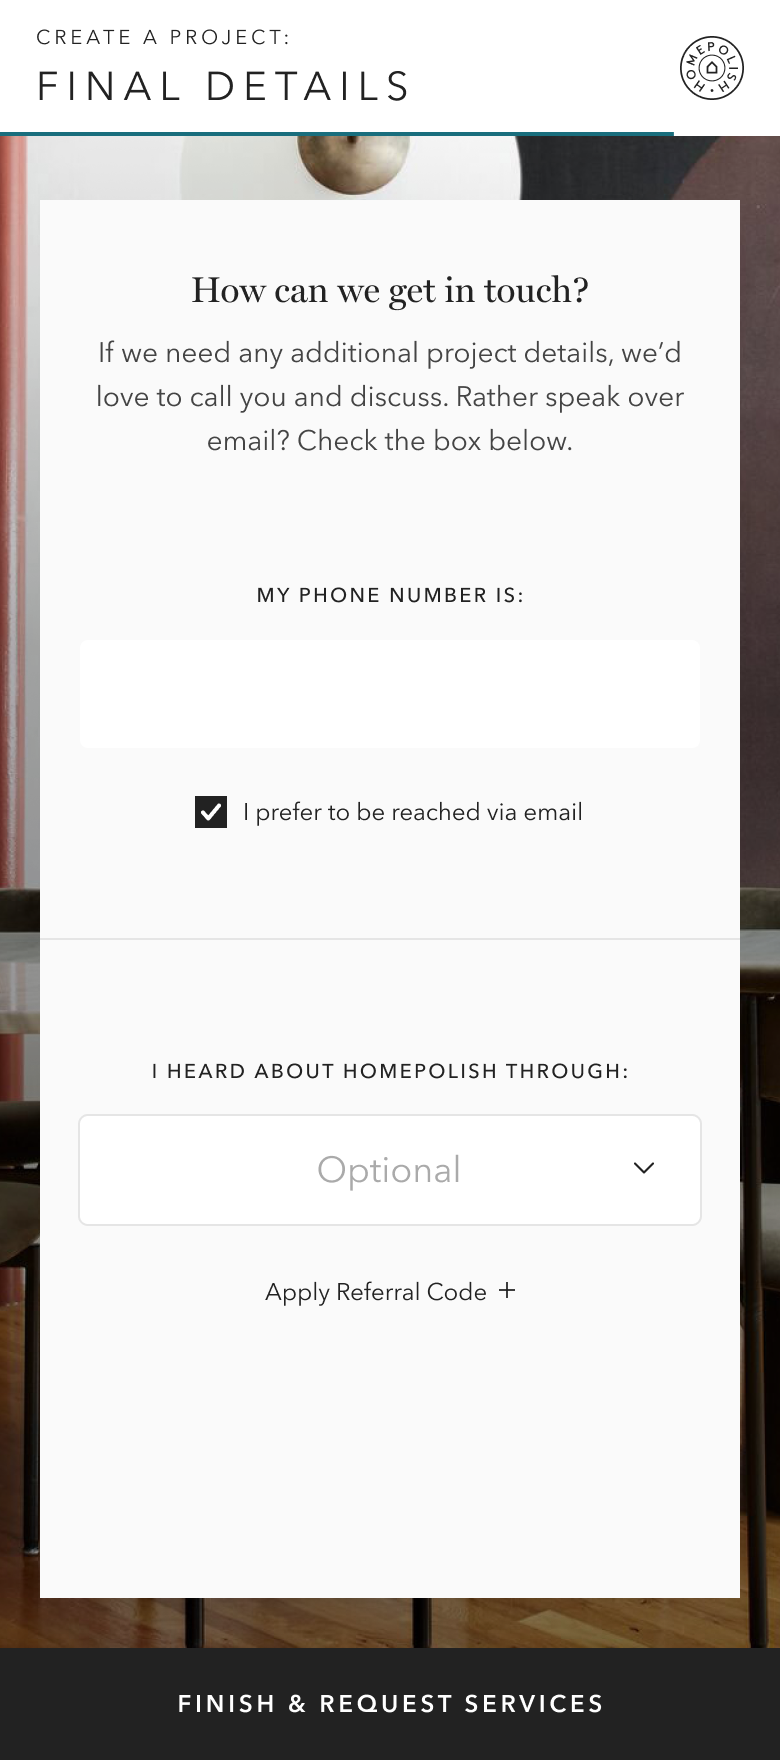 CREATE A PROJECT:
FINAL DETAILS
HOMEPOLISH
How can we get in touch?
If we need any additional project details, we’d
love to call you and discuss. Rather speak over
email? Check the box below.
MY PHONE NUMBER IS:
I prefer to be reached via email
I HEARD ABOUT HOMEPOLISH THROUGH:
Optional
Apply Referral Code +
FINISH & REQUEST SERVICES